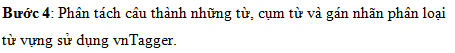 Bước 4: Phân tách câu thành những từ, cụm từ và gán nhãn phân loại
từ vựng sử dụng vnTagger.